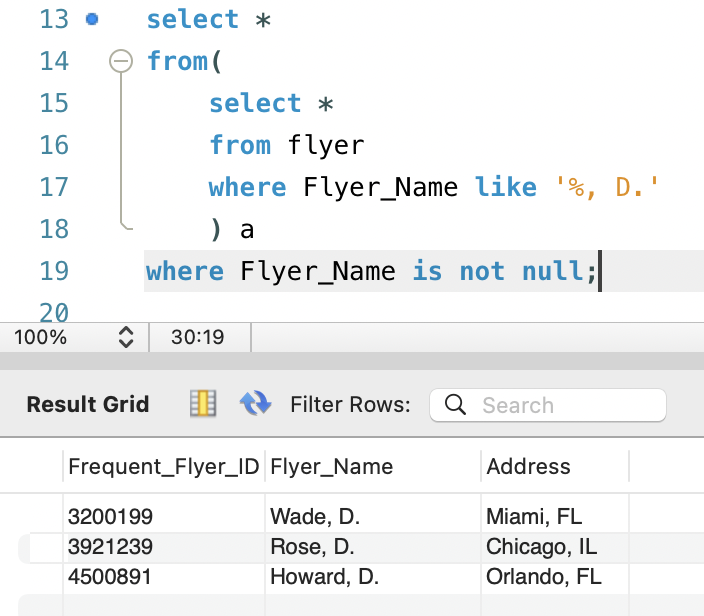 13 select *
14 from(
15 select *
16 from flyer
17 where Flyer_Name like '%, D.'
18 ) a
19 where Flyer_Name is not null;
20
100% 30:19
Result Grid Filter Rows: Search
Frequent_Flyer_ID Flyer_Name Address
3200199 Wade, D. Miami, FL
3921239 Rose, D. Chicago, IL
4500891 Howard, D. Orlando, FL